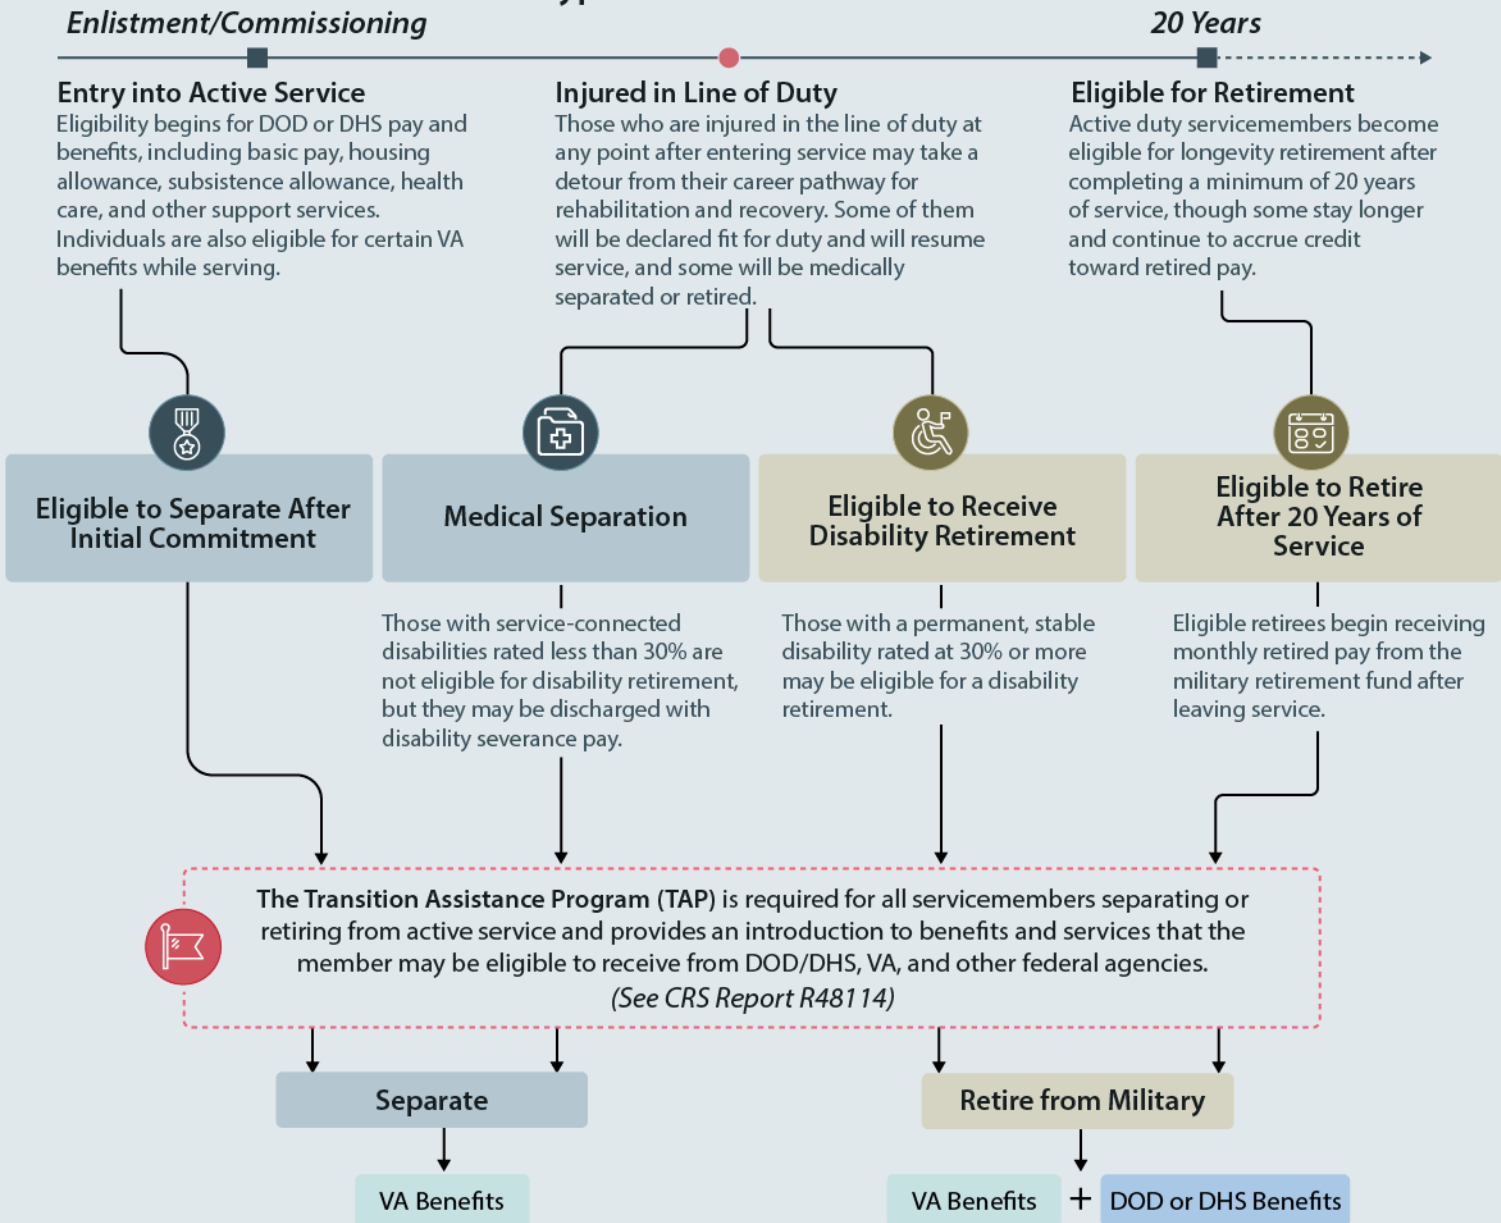 Enlistment/Commissioning
20 Years
Entry into Active Service
Eligibility begins for DOD or DHS pay and
benefits, including basic pay, housing
allowance, subsistence allowance, health
care, and other support services.
Individuals are also eligible for certain VA
benefits while serving.
Injured in Line of Duty
Those who are injured in the line of duty at
any point after entering service may take a
detour from their career pathway for
rehabilitation and recovery. Some of them
will be declared fit for duty and will resume
service, and some will be medically
separated or retired.
Eligible for Retirement
Active duty servicemembers become
eligible for longevity retirement after
completing a minimum of 20 years
of service, though some stay longer
and continue to accrue credit
toward retired pay.
Eligible to Separate After
Initial Commitment
Medical Separation
Eligible to Receive
Disability Retirement
Eligible to Retire
After 20 Years of
Service
Those with service-connected
disabilities rated less than 30% are
not eligible for disability retirement,
but they may be discharged with
disability severance pay.
Those with a permanent, stable
disability rated at 30% or more
may be eligible for a disability
retirement.
Eligible retirees begin receiving
monthly retired pay from the
military retirement fund after
leaving service.
The Transition Assistance Program (TAP) is required for all servicemembers separating or
retiring from active service and provides an introduction to benefits and services that the
member may be eligible to receive from DOD/DHS, VA, and other federal agencies.
(See CRS Report R48114)
Separate
Retire from Military
VA Benefits
VA Benefits + DOD or DHS Benefits